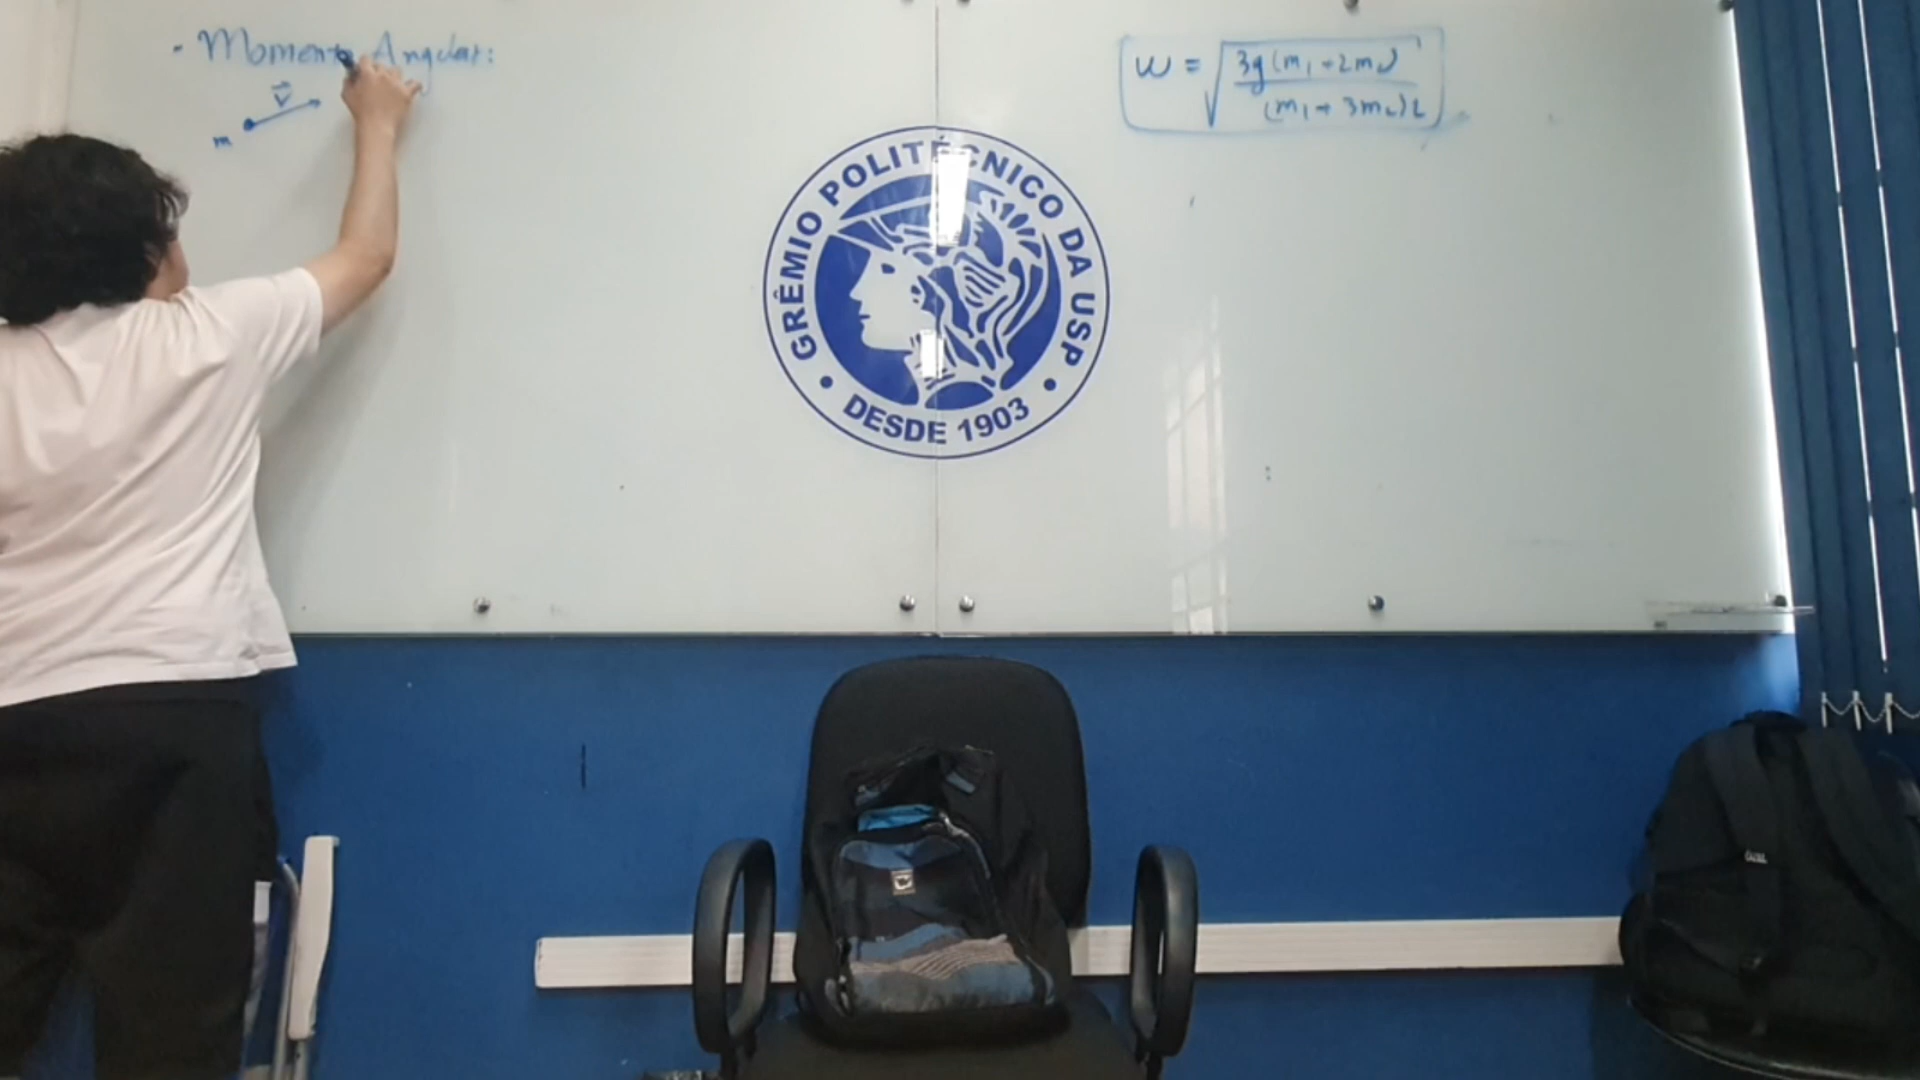 - Momento Angular:
v⃗
m
ω = √(3g(m₁+2m₂) / (m₁+3m₂)L)
GRÊMIO POLITÉCNICO DA USP
• DESDE 1903 •